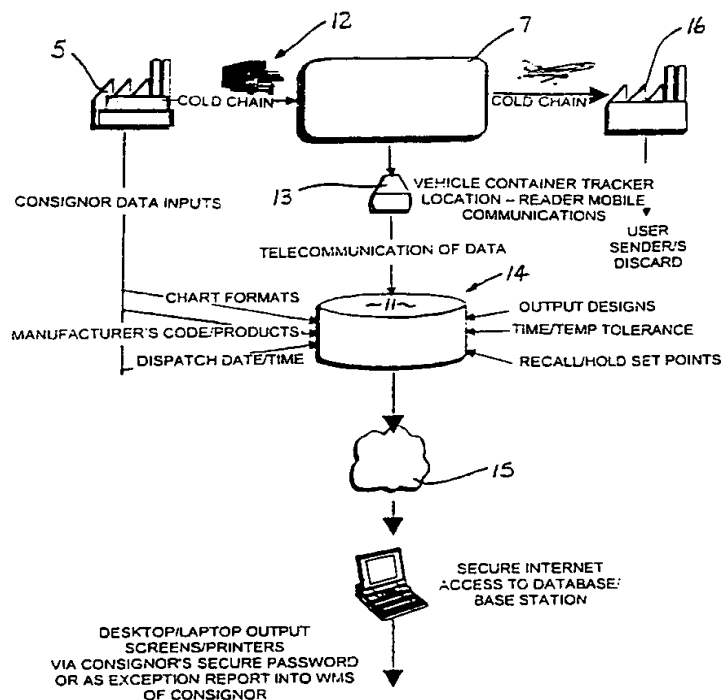 12
7
16
5
COLD CHAIN
COLD CHAIN
13
VEHICLE CONTAINER TRACKER
LOCATION – READER MOBILE
COMMUNICATIONS
CONSIGNOR DATA INPUTS
USER
SENDER'S
DISCARD
TELECOMMUNICATION OF DATA
14
~11~
CHART FORMATS
MANUFACTURER'S CODE/PRODUCTS
DISPATCH DATE/TIME
OUTPUT DESIGNS
TIME/TEMP TOLERANCE
RECALL/HOLD SET POINTS
15
SECURE INTERNET
ACCESS TO DATABASE/
BASE STATION
DESKTOP/LAPTOP OUTPUT
SCREENS/PRINTERS
VIA CONSIGNOR'S SECURE PASSWORD
OR AS EXCEPTION REPORT INTO WMS
OF CONSIGNOR